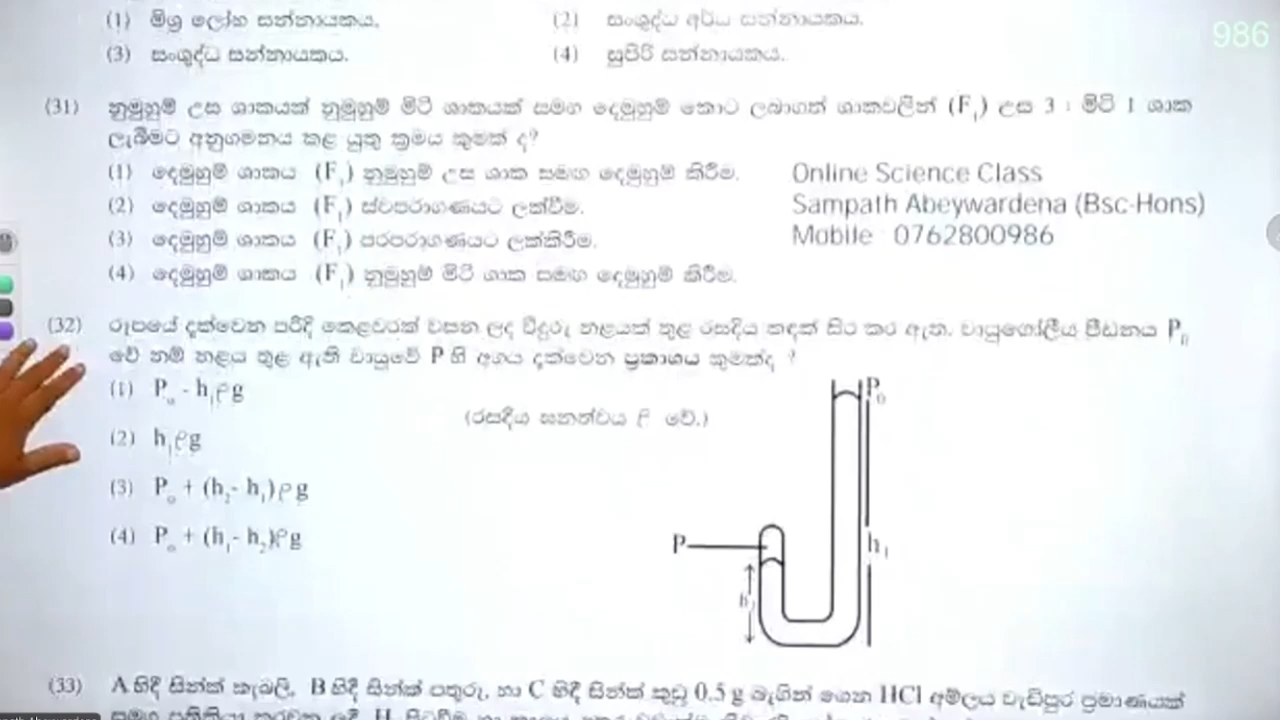 (1) මිශ්‍ර ලෝහ සන්නායකය. (2) සංශුද්ධ අර්ධ සන්නායකය.
986
(3) සංශුද්ධ සන්නායකය. (4) සුපිරි සන්නායකය.
(31) නුමුහුම් උස ශාකයක් නුමුහුම් මිටි ශාකයක් සමග දෙමුහුම් කොට ලබාගත් ශාකවලින් (F₁) උස 3 : මිටි 1 ශාක
ලැබීමට අනුගමනය කළ යුතු ක්‍රමය කුමක් ද?
(1) දෙමුහුම් ශාකය (F₁) නුමුහුම් උස ශාක සමඟ දෙමුහුම් කිරීම.
Online Science Class
(2) දෙමුහුම් ශාකය (F₁) ස්වපරාගණයට ලක්වීම.
Sampath Abeywardena (Bsc-Hons)
(3) දෙමුහුම් ශාකය (F₁) පරපරාගණයට ලක්කිරීම.
Mobile : 0762800986
(4) දෙමුහුම් ශාකය (F₁) නුමුහුම් මිටි ශාක සමඟ දෙමුහුම් කිරීම.
(32) රූපයේ දක්වෙන පරිදි කෙළවරක් වසන ලද වීදුරු නළයක් තුළ රසදිය කඳක් සිර කර ඇත. වායුගෝලීය පීඩනය P₀
වේ නම් නළය තුළ ඇති වායුවේ P හි අගය දක්වෙන ප්‍රකාශය කුමක්ද ?
(1) P₀ - h₁ρg
P₀
(රසදිය ඝනත්වය ρ වේ.)
(2) h₁ρg
(3) P₀ + (h₂- h₁)ρg
(4) P₀ + (h₁- h₂)ρg
P
h₁
h
(33) A හිදී සින්ක් කැබලි, B හිදී සින්ක් පතුරු, හා C හිදී සින්ක් කුඩු 0.5 g බැගින් ගෙන HCl අම්ලය වැඩිපුර ප්‍රමාණයක්